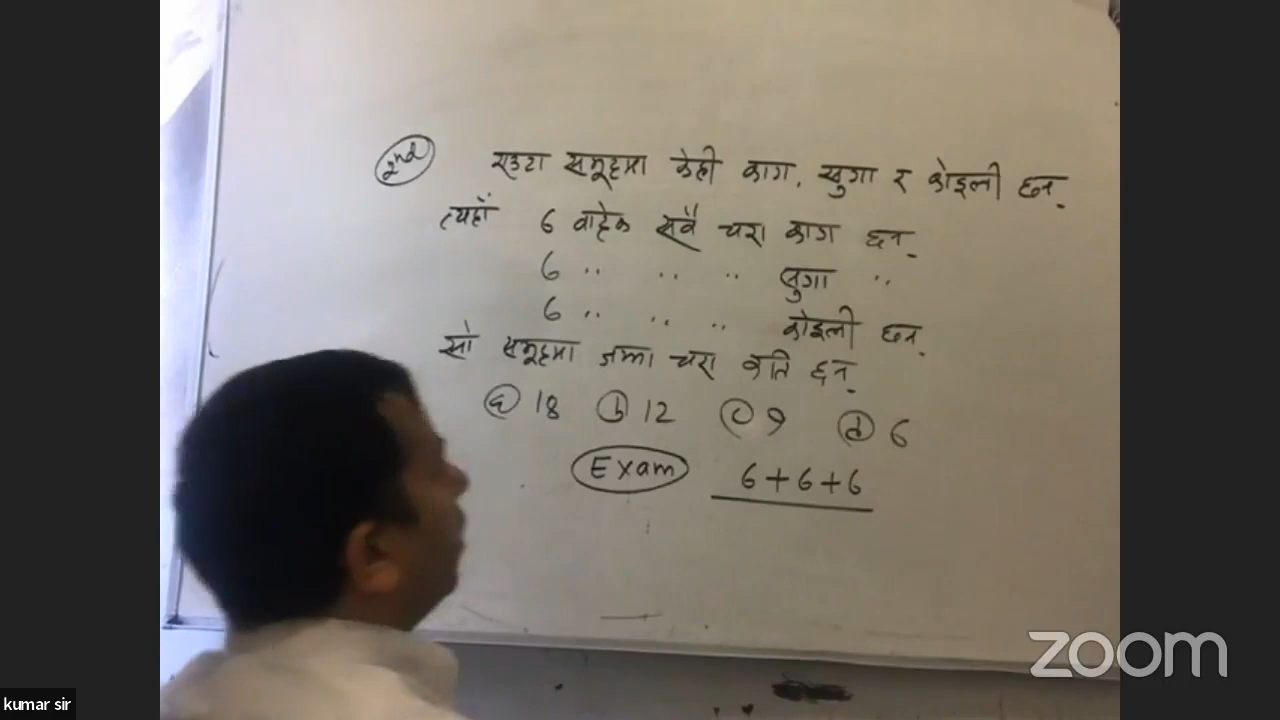 2nd एउटा समूहमा केही काग, सुगा र कोइली छन्.
त्यहाँ 6 वाहेक सवै चरा काग छन्.
6 " " " सुगा "
6 " " " कोइली छन्.
सो समूहमा जम्मा चरा कति छन्.
a 18 b 12 c 9 d 6
Exam 6+6+6
zoom
kumar sir